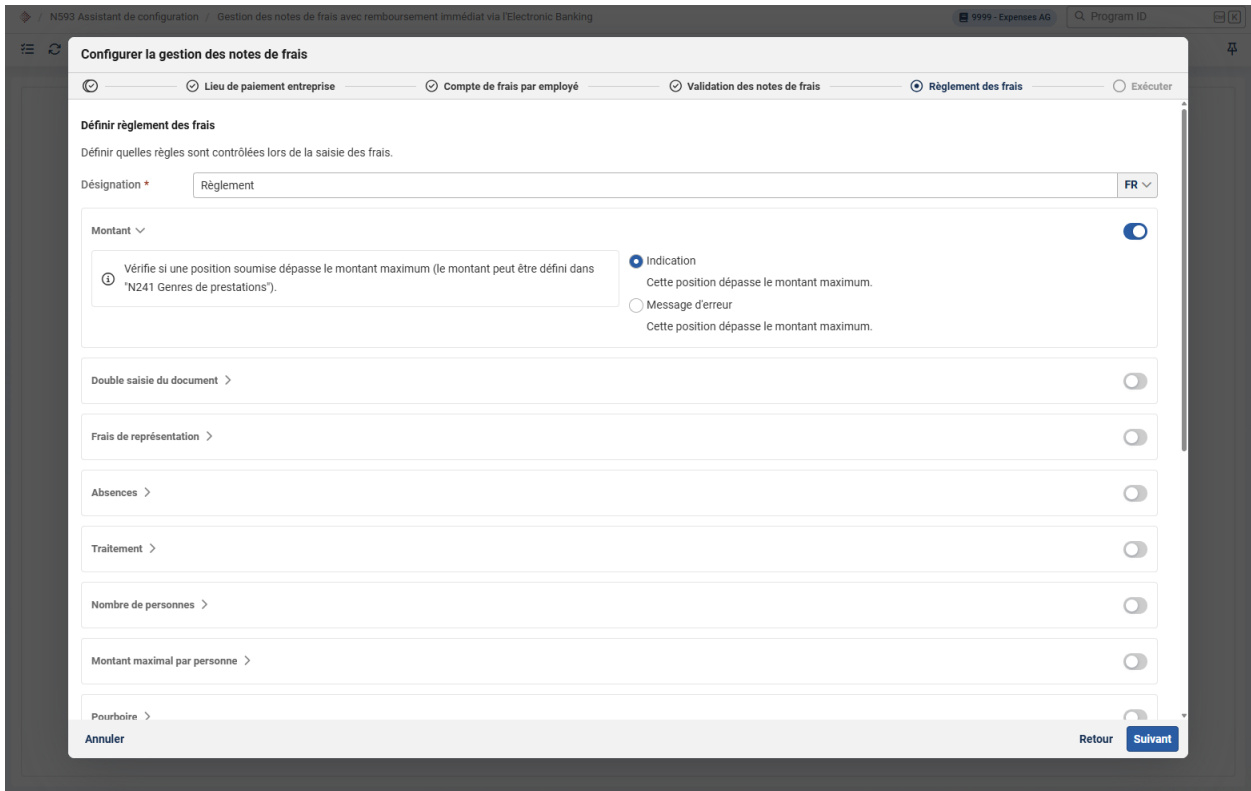 / N593 Assistant de configuration / Gestion des notes de frais avec remboursement immédiat via l'Electronic Banking
9999 - Expenses AG
Program ID
K
Configurer la gestion des notes de frais
Lieu de paiement entreprise
Compte de frais par employé
Validation des notes de frais
Règlement des frais
Exécuter
Définir règlement des frais
Définir quelles règles sont contrôlées lors de la saisie des frais.
Désignation *
Règlement
FR
Montant
Vérifie si une position soumise dépasse le montant maximum (le montant peut être défini dans
"N241 Genres de prestations").
Indication
Cette position dépasse le montant maximum.
Message d'erreur
Cette position dépasse le montant maximum.
Double saisie du document
Frais de représentation
Absences
Traitement
Nombre de personnes
Montant maximal par personne
Pourboire
Annuler
Retour
Suivant